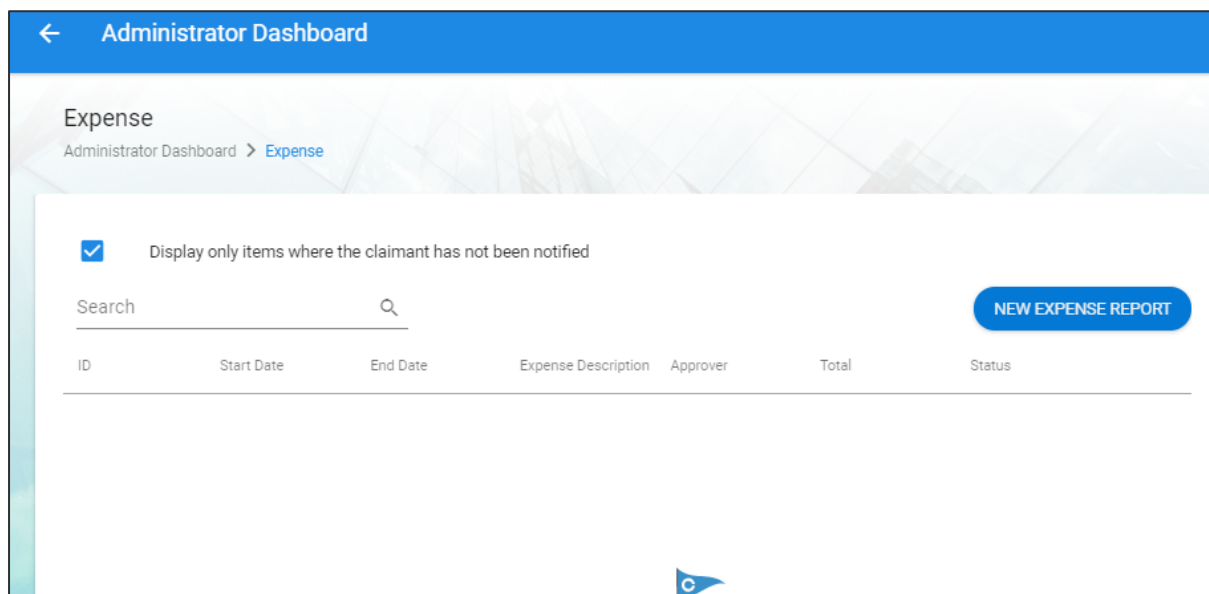 Administrator Dashboard
Expense
Administrator Dashboard > Expense
Display only items where the claimant has not been notified
Search
NEW EXPENSE REPORT
ID Start Date End Date Expense Description Approver Total Status
C